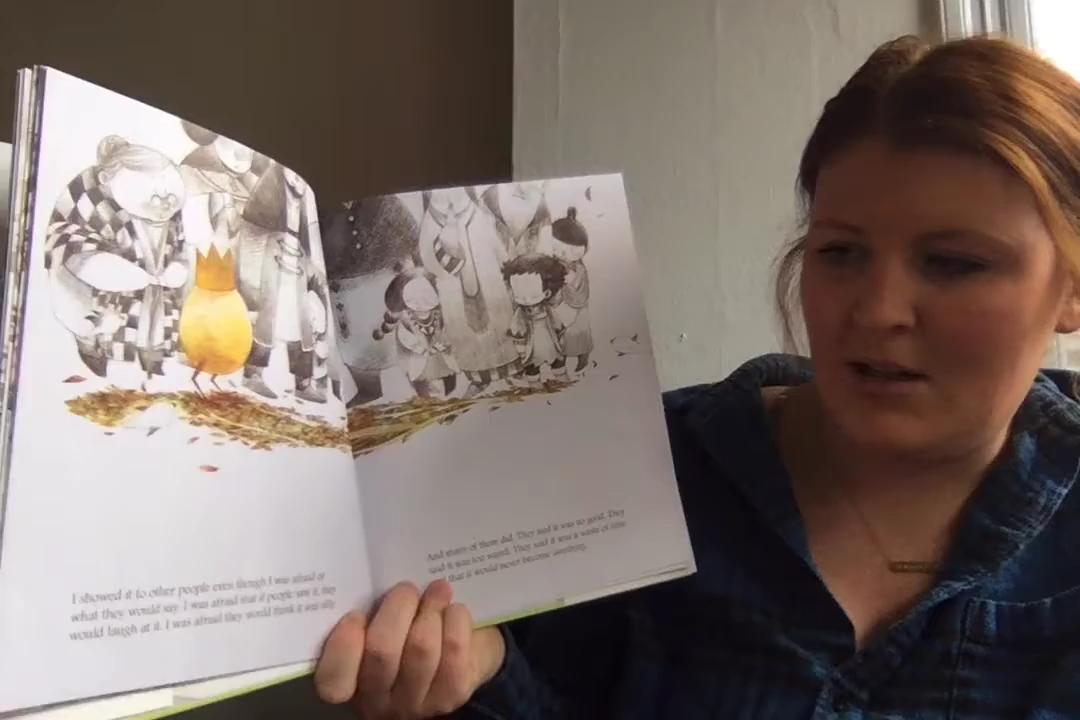 I showed it to other people even though I was afraid of
what they would say. I was afraid that if people saw it, they
would laugh at it. I was afraid they would think it was silly.
And many of them did. They said it was no good. They
said it was too weird. They said it was a waste of time
that it would never become anything.